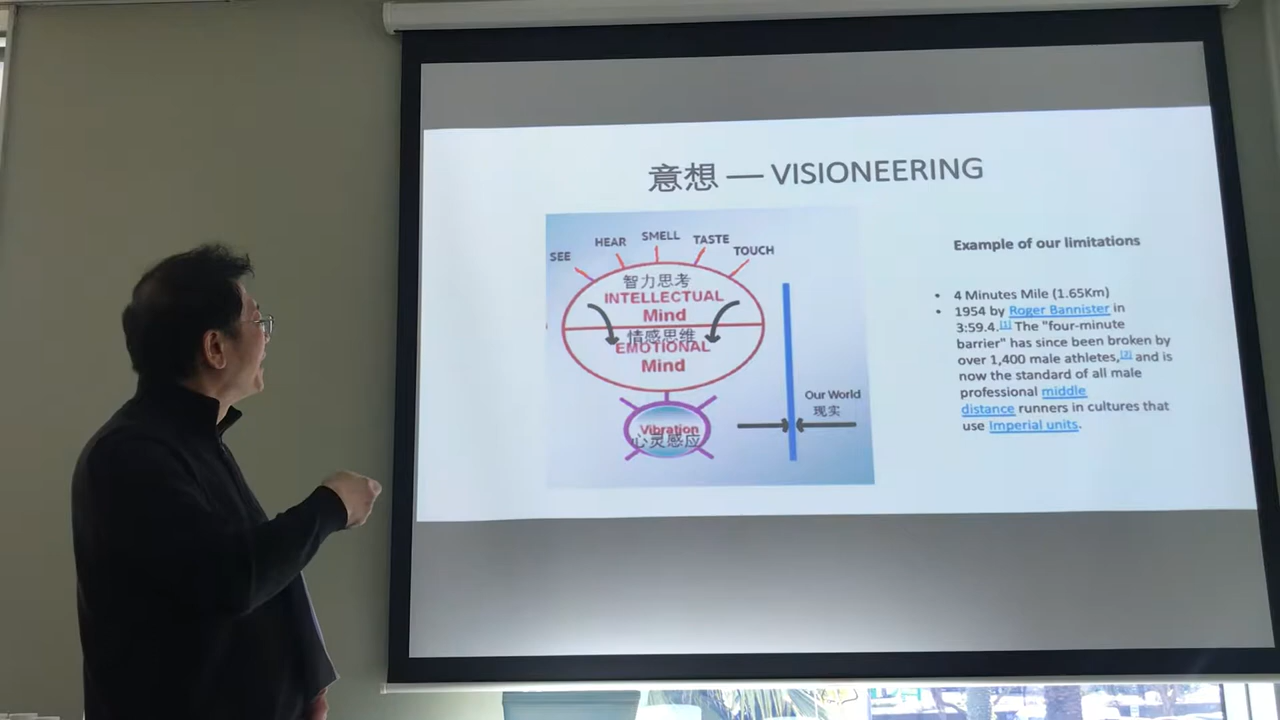 意想 — VISIONEERING
SEE
HEAR
SMELL
TASTE
TOUCH
智力思考
INTELLECTUAL
Mind
情感思维
EMOTIONAL
Mind
Vibration
心灵感应
Our World
现实
Example of our limitations
• 4 Minutes Mile (1.65Km)
• 1954 by Roger Bannister in
3:59.4.[1] The "four-minute
barrier" has since been broken by
over 1,400 male athletes,[2] and is
now the standard of all male
professional middle
distance runners in cultures that
use Imperial units.